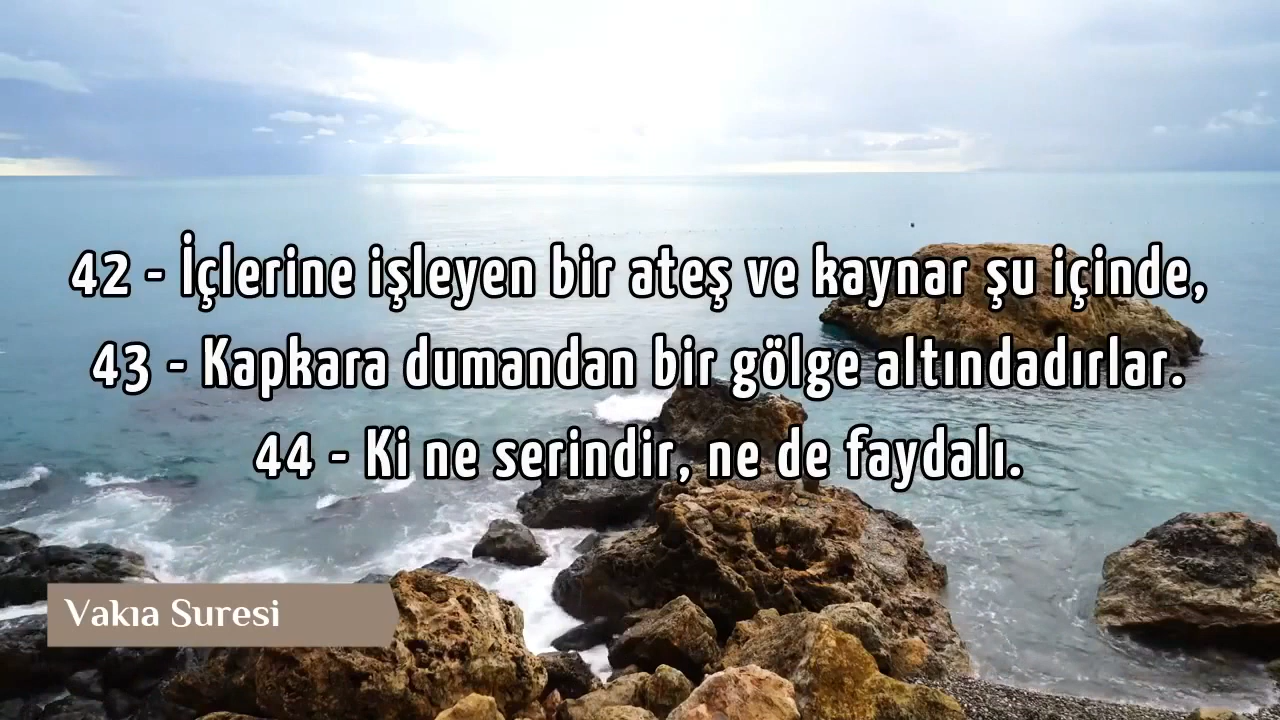 42 - İçlerine işleyen bir ateş ve kaynar şu içinde,
43 - Kapkara dumandan bir gölge altındadırlar.
44 - Ki ne serindir, ne de faydalı.
Vakıa Suresi